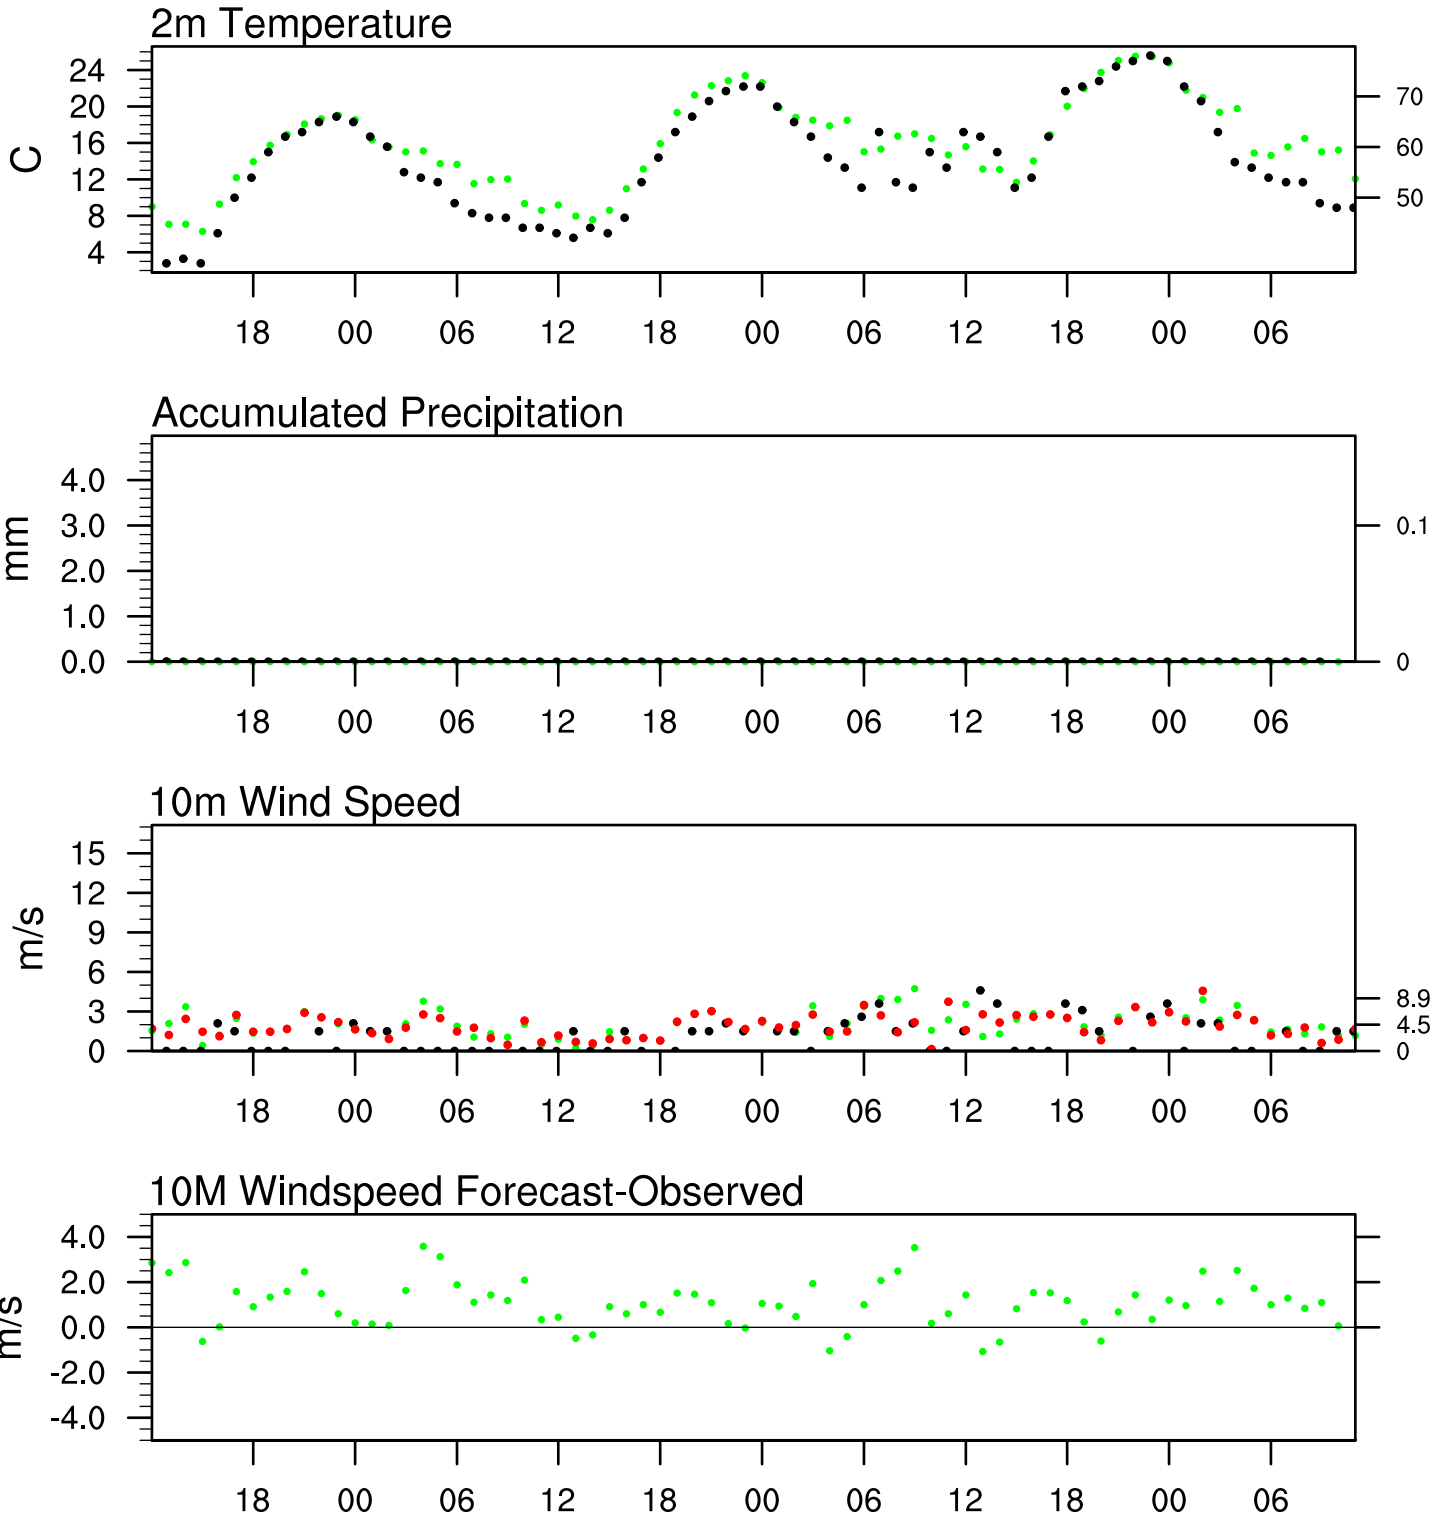 2m Temperature
24
20
16
12
8
4
C
70
60
50
18 00 06 12 18 00 06 12 18 00 06
Accumulated Precipitation
4.0
3.0
2.0
1.0
0.0
mm
0.1
0
18 00 06 12 18 00 06 12 18 00 06
10m Wind Speed
15
12
9
6
3
0
m/s
8.9
4.5
0
18 00 06 12 18 00 06 12 18 00 06
10M Windspeed Forecast-Observed
4.0
2.0
0.0
-2.0
-4.0
m/s
18 00 06 12 18 00 06 12 18 00 06